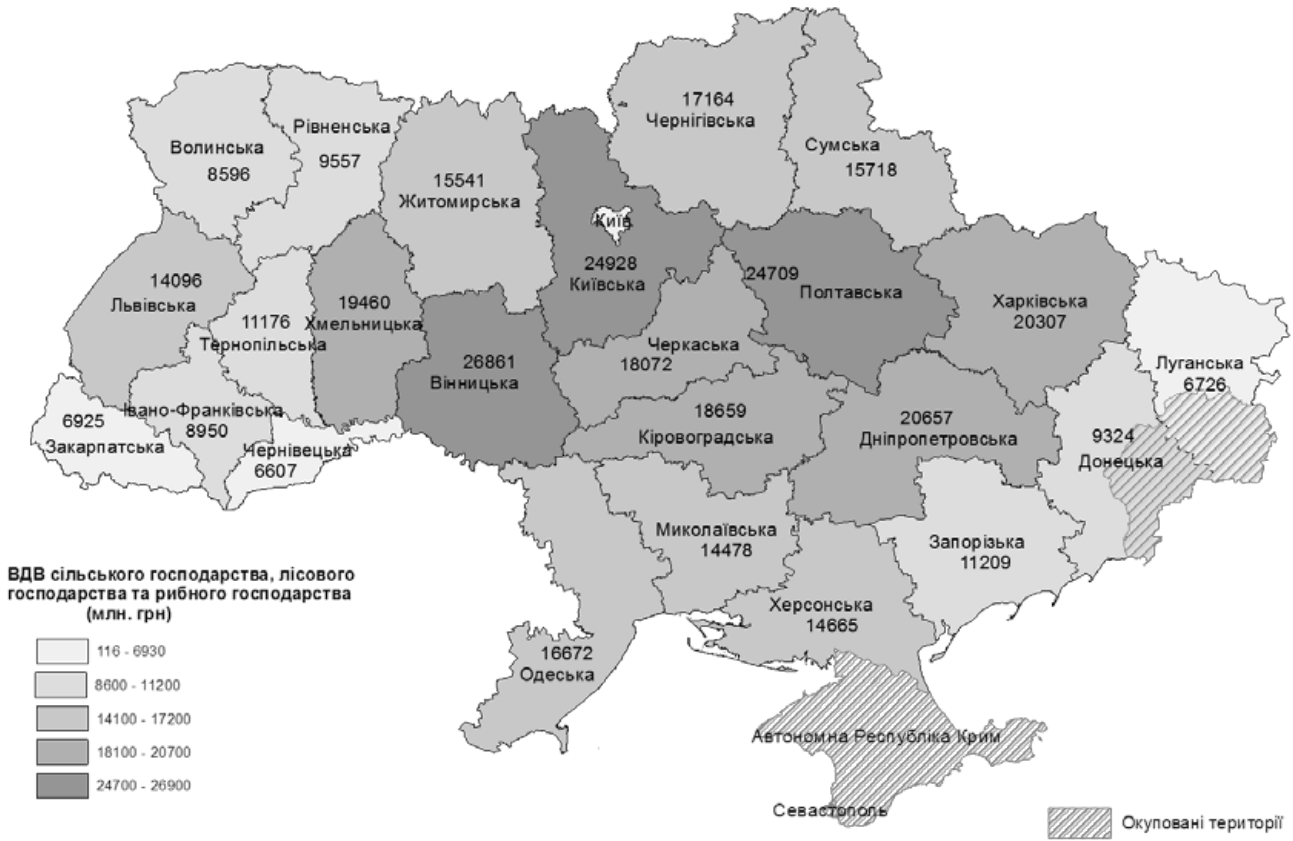 17164
Чернігівська
Рівненська
9557
Волинська
8596
Сумська
15718
15541
Житомирська
Київ
24928
Київська
14096
Львівська
11176
Тернопільська
19460
Хмельницька
24709
Полтавська
Харківська
20307
Черкаська
18072
26861
Вінницька
Луганська
6726
6925
Закарпатська
Івано-Франківська
8950
Чернівецька
6607
18659
Кіровоградська
20657
Дніпропетровська
9324
Донецька
Миколаївська
14478
Запорізька
11209
Херсонська
14665
16672
Одеська
Автономна Республіка Крим
Севастополь
ВДВ сільського господарства, лісового
господарства та рибного господарства
(млн. грн)
116 - 6930
8600 - 11200
14100 - 17200
18100 - 20700
24700 - 26900
Окуповані території